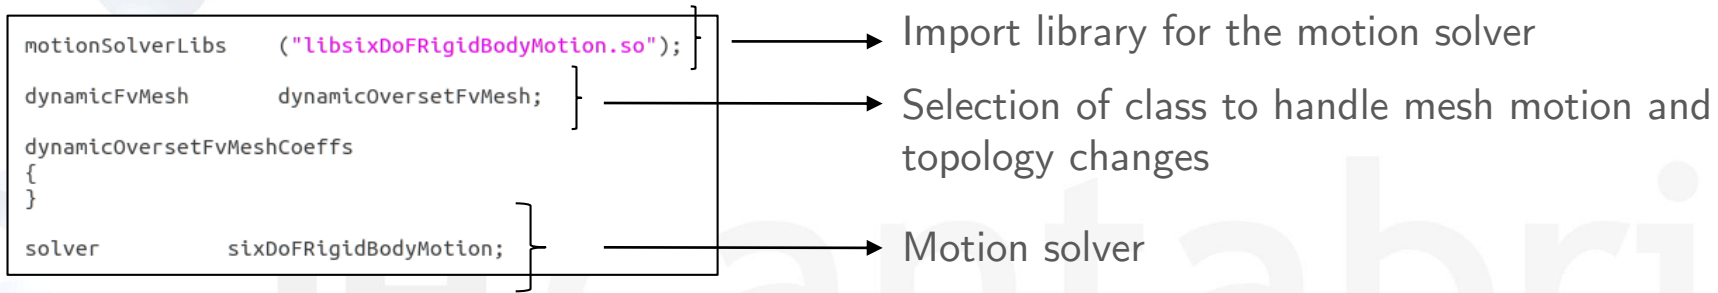 motionSolverLibs ("libsixDoFRigidBodyMotion.so");
Import library for the motion solver
dynamicFvMesh dynamicOversetFvMesh;
Selection of class to handle mesh motion and
topology changes
dynamicOversetFvMeshCoeffs
{
}
solver sixDoFRigidBodyMotion;
Motion solver